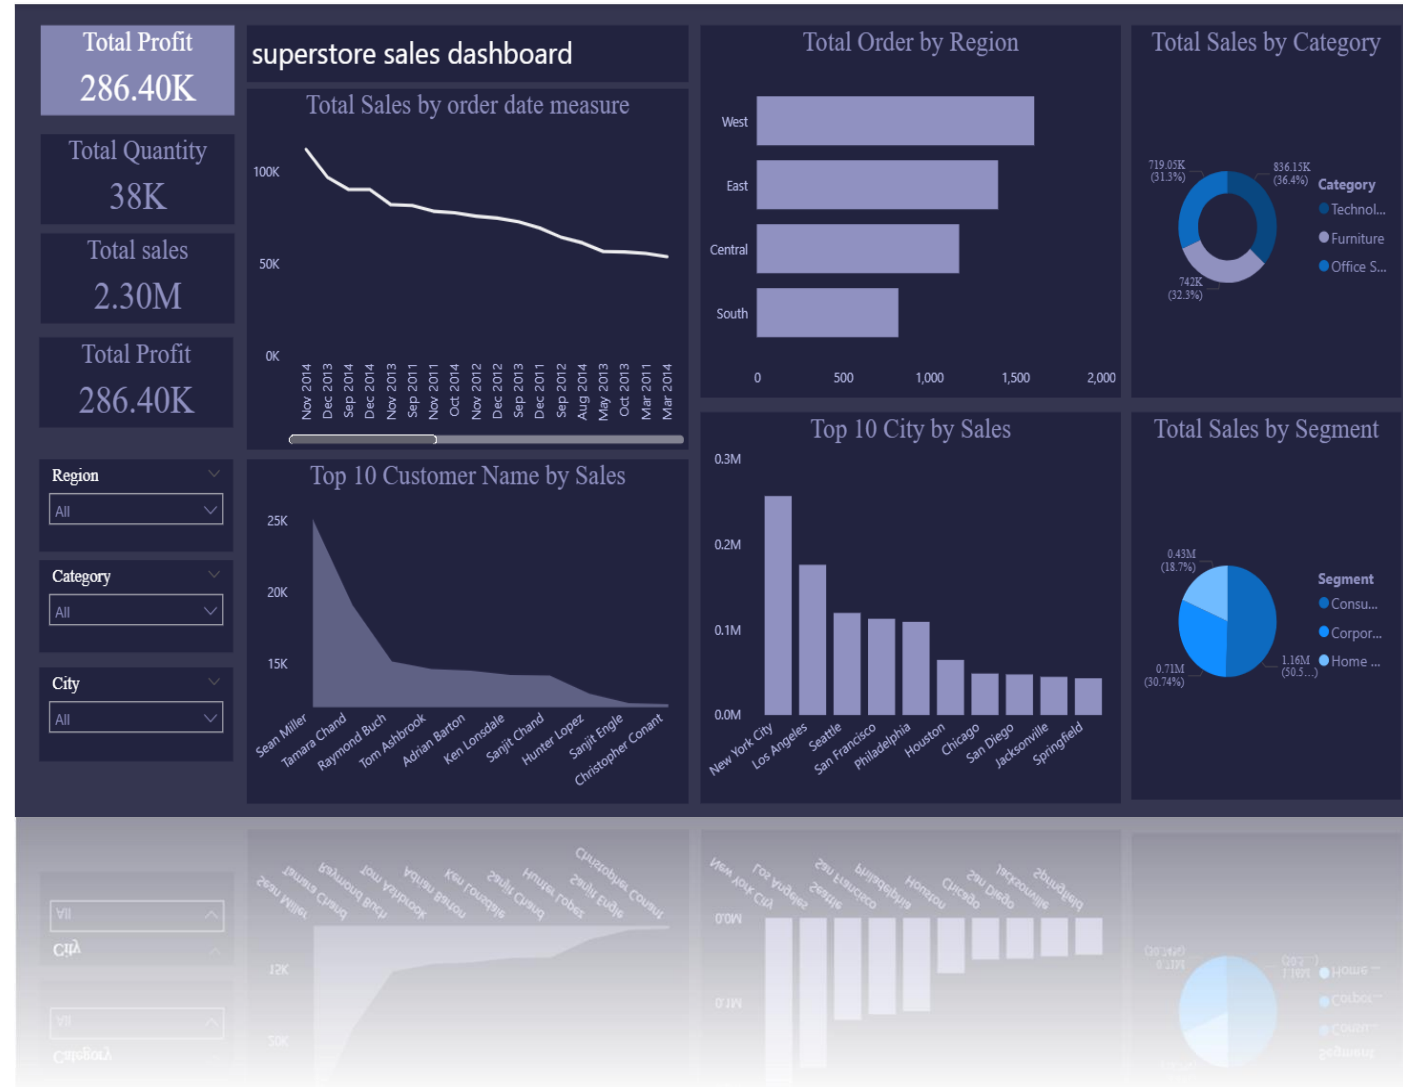 Total Profit
286.40K
Total Quantity
38K
Total sales
2.30M
Total Profit
286.40K
Region
All
Category
All
City
All
superstore sales dashboard
Total Sales by order date measure
100K
50K
0K
Nov 2014
Dec 2013
Sep 2014
Dec 2014
Nov 2013
Sep 2011
Nov 2011
Oct 2014
Nov 2012
Dec 2012
Sep 2013
Dec 2011
Sep 2012
Aug 2014
May 2013
Oct 2013
Mar 2011
Mar 2014
Top 10 Customer Name by Sales
25K
20K
15K
Sean Miller
Tamara Chand
Raymond Buch
Tom Ashbrook
Adrian Barton
Ken Lonsdale
Sanjit Chand
Hunter Lopez
Sanjit Engle
Christopher Conant
Total Order by Region
West
East
Central
South
0
500
1,000
1,500
2,000
Top 10 City by Sales
0.3M
0.2M
0.1M
0.0M
New York City
Los Angeles
Seattle
San Francisco
Philadelphia
Houston
Chicago
San Diego
Jacksonville
Springfield
Total Sales by Category
719.05K
(31.3%)
836.15K
(36.4%)
742K
(32.3%)
Category
Technol...
Furniture
Office S...
Total Sales by Segment
0.43M
(18.7%)
0.71M
(30.74%)
1.16M
(50.5...)
Segment
Consu...
Corpor...
Home ...